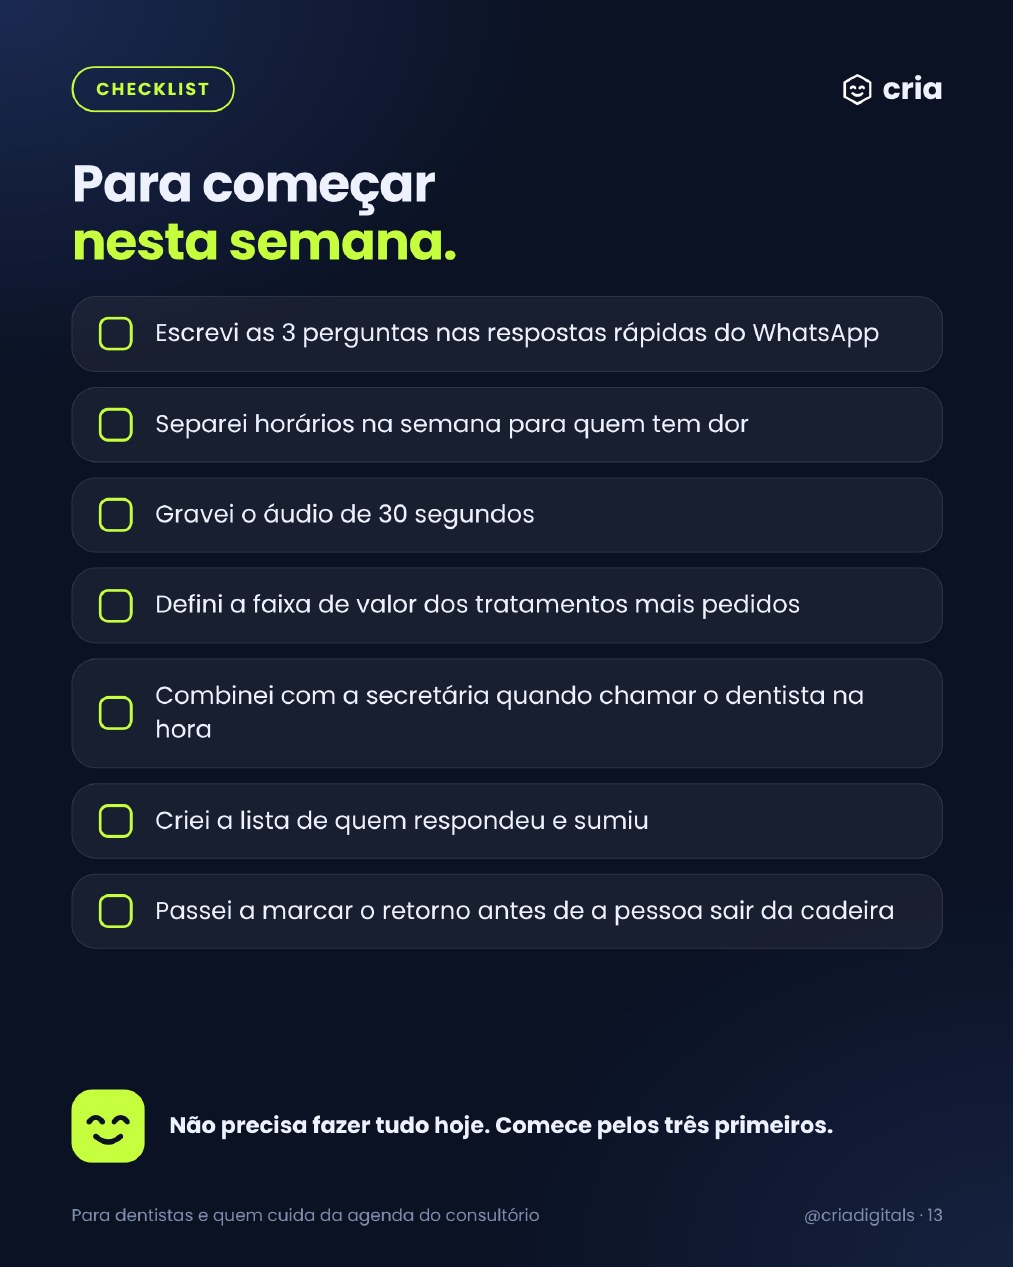 CHECKLIST
cria
Para começar
nesta semana.
Escrevi as 3 perguntas nas respostas rápidas do WhatsApp
Separei horários na semana para quem tem dor
Gravei o áudio de 30 segundos
Defini a faixa de valor dos tratamentos mais pedidos
Combinei com a secretária quando chamar o dentista na
hora
Criei a lista de quem respondeu e sumiu
Passei a marcar o retorno antes de a pessoa sair da cadeira
Não precisa fazer tudo hoje. Comece pelos três primeiros.
Para dentistas e quem cuida da agenda do consultório
@criadigitals · 13